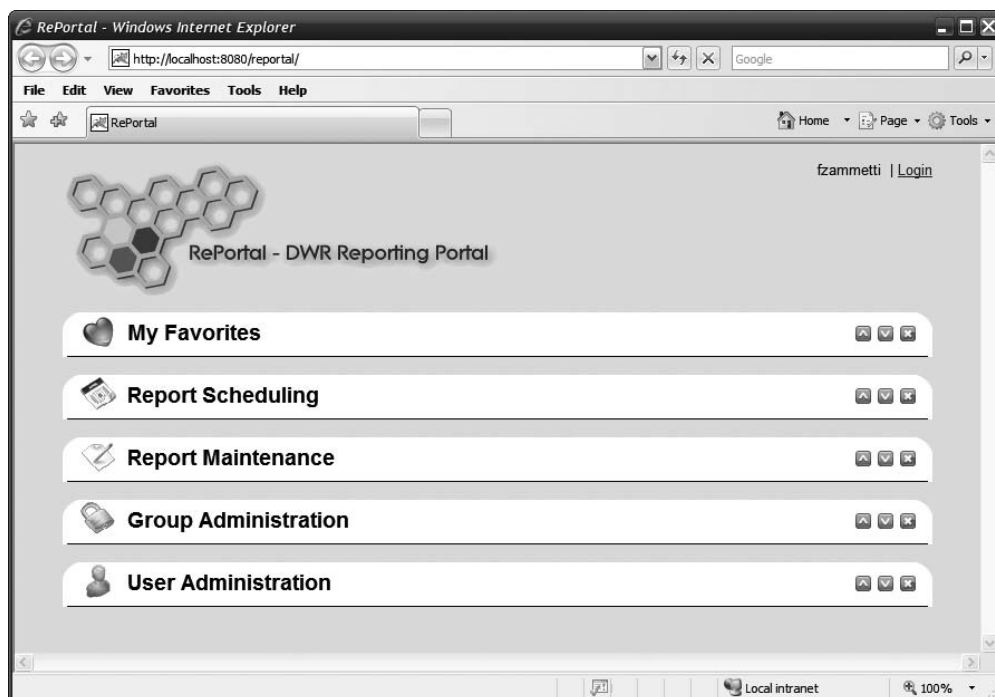 RePortal - Windows Internet Explorer
http://localhost:8080/reportal/
Google
File Edit View Favorites Tools Help
RePortal
Home Page Tools
fzammetti | Login
RePortal - DWR Reporting Portal
My Favorites
Report Scheduling
Report Maintenance
Group Administration
User Administration
Local intranet 100%